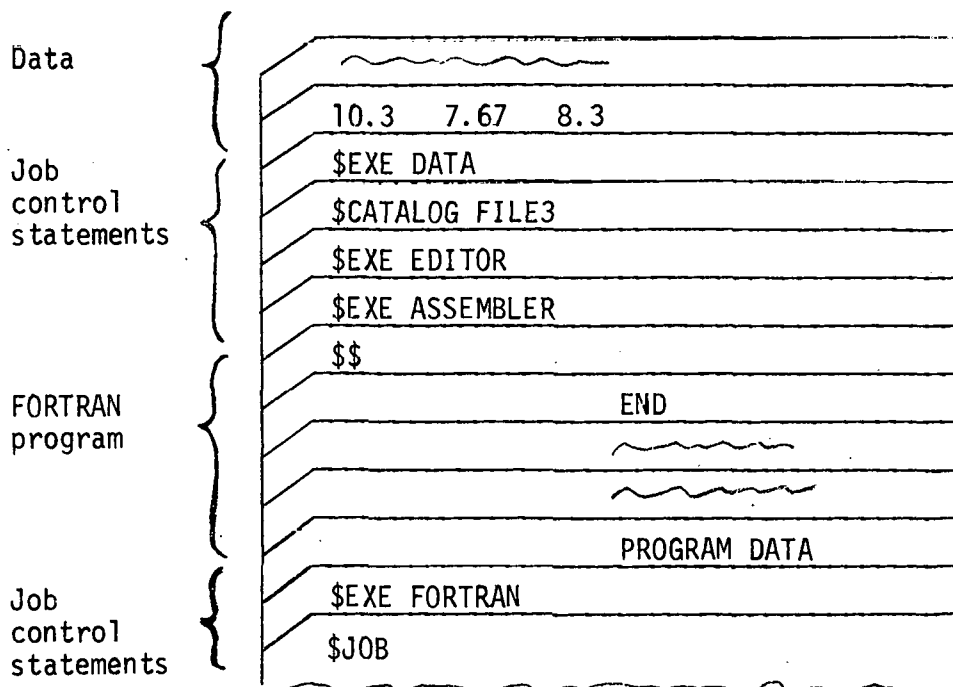 Data
10.3 7.67 8.3
Job
control
statements
$EXE DATA
$CATALOG FILE3
$EXE EDITOR
$EXE ASSEMBLER
$$
FORTRAN
program
END
PROGRAM DATA
Job
control
statements
$EXE FORTRAN
$JOB